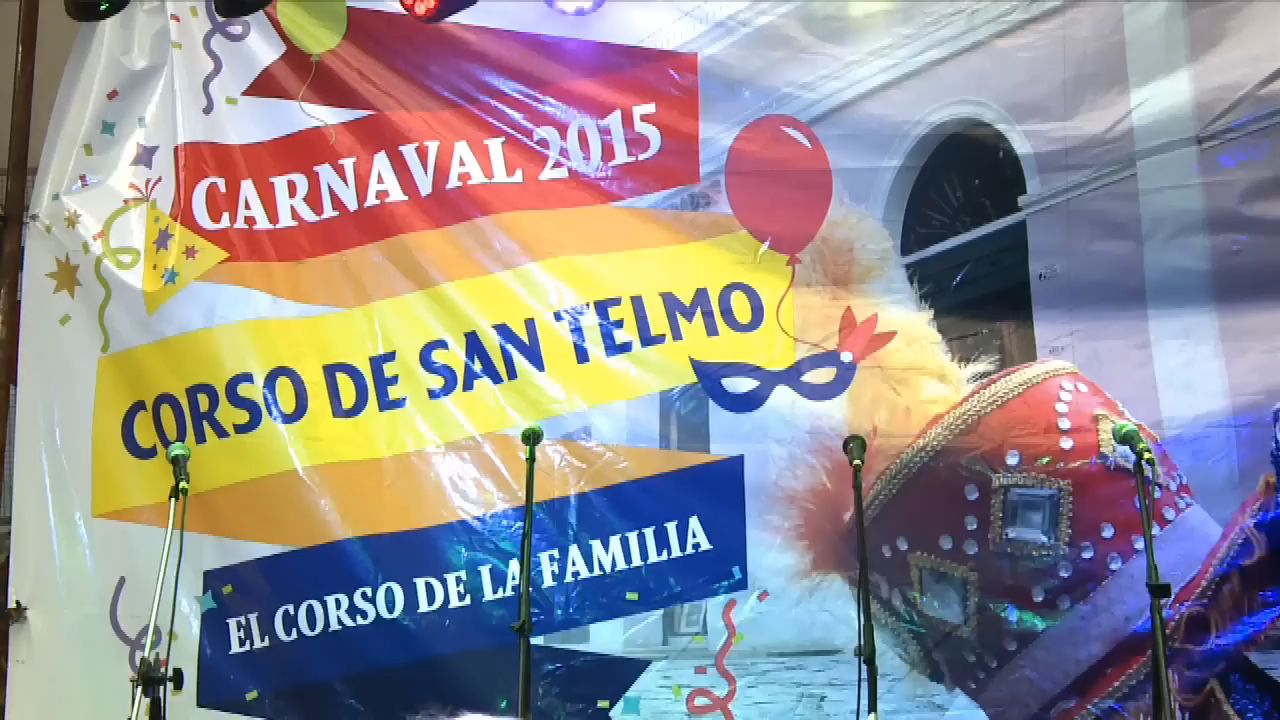 CARNAVAL 2015
CORSO DE SAN TELMO
EL CORSO DE LA FAMILIA